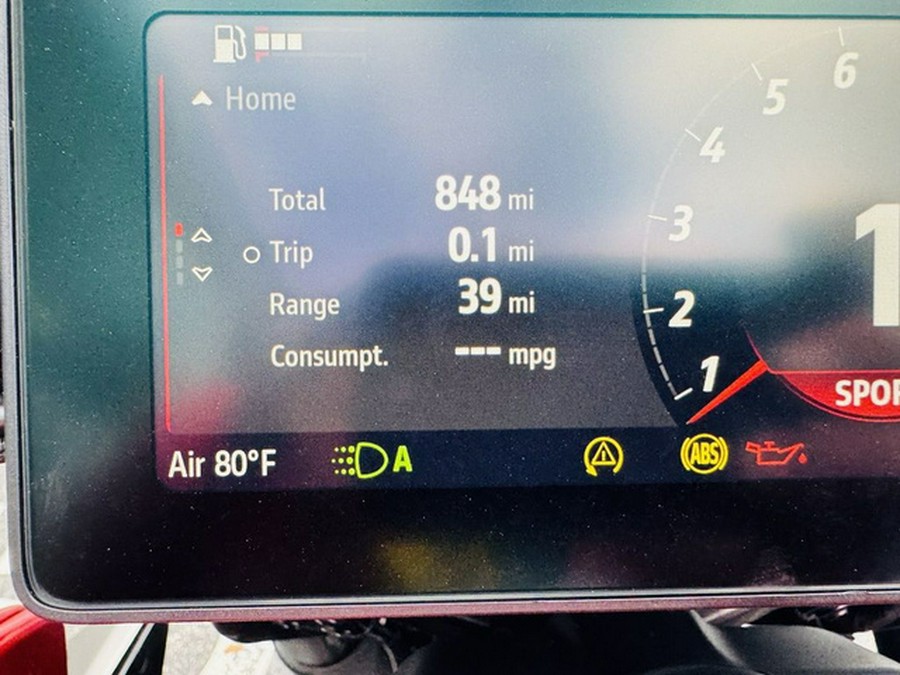 Home
Total 848 mi
Trip 0.1 mi
Range 39 mi
Consumpt. --- mpg
1
2
3
4
5
6
1
Air 80°F
A
ABS